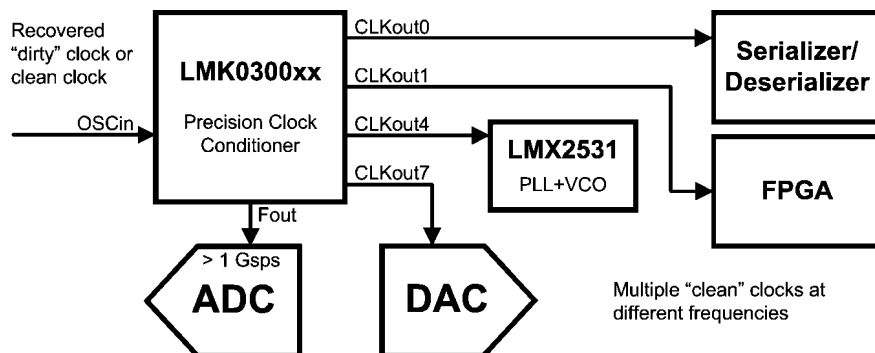 Recovered
“dirty” clock or
clean clock
OSCin
LMK0300xx
Precision Clock
Conditioner
CLKout0
CLKout1
CLKout4
CLKout7
Fout
Serializer/
Deserializer
LMX2531
PLL+VCO
FPGA
> 1 Gsps
ADC
DAC
Multiple “clean” clocks at
different frequencies